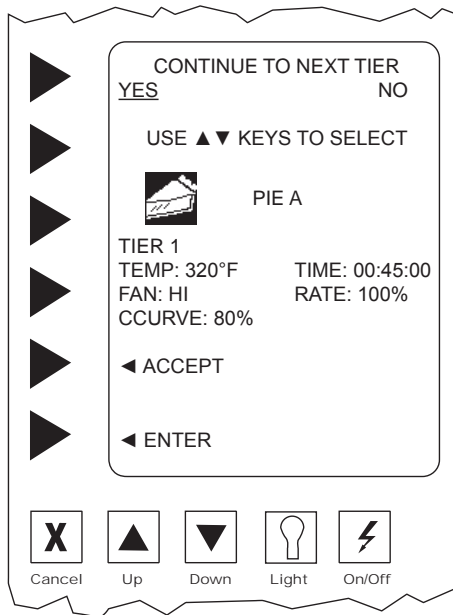 CONTINUE TO NEXT TIER
YES NO
USE ▲▼ KEYS TO SELECT
PIE A
TIER 1
TEMP: 320°F TIME: 00:45:00
FAN: HI RATE: 100%
CCURVE: 80%
◄ ACCEPT
◄ ENTER
X
Cancel Up Down Light On/Off